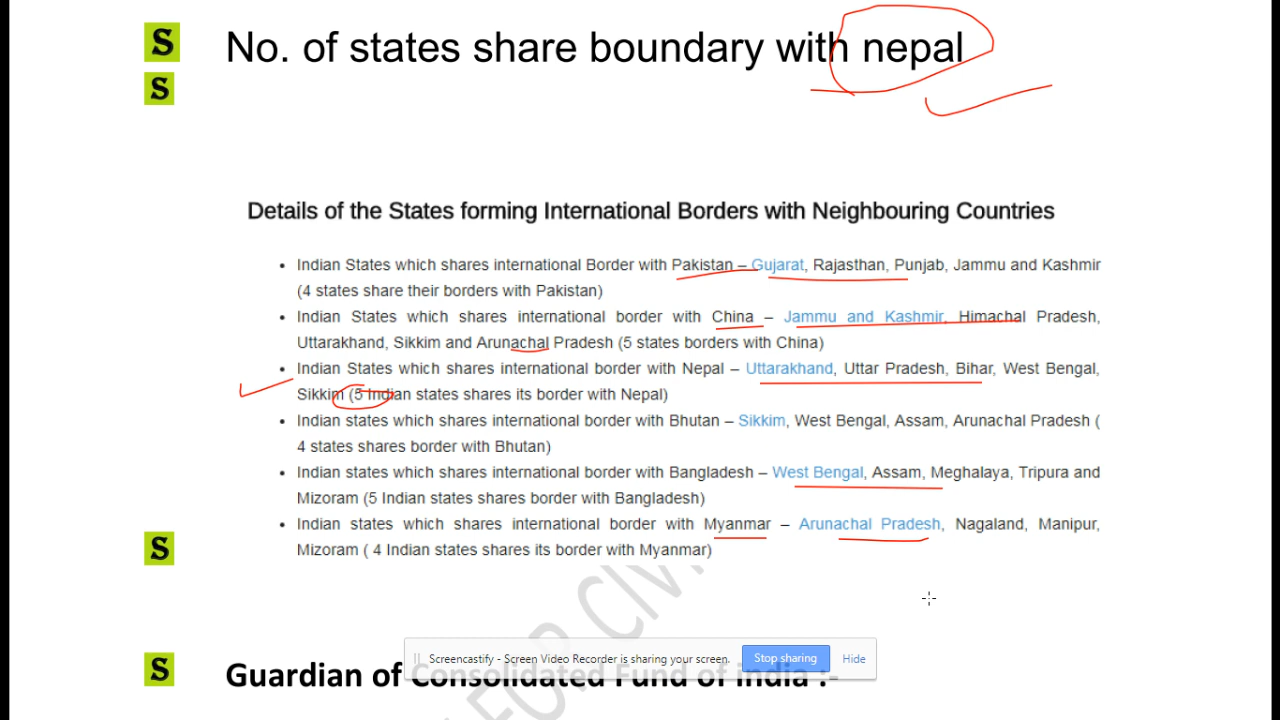 S
No. of states share boundary with nepal
S
Details of the States forming International Borders with Neighbouring Countries
• Indian States which shares international Border with Pakistan – Gujarat, Rajasthan, Punjab, Jammu and Kashmir
(4 states share their borders with Pakistan)
• Indian States which shares international border with China – Jammu and Kashmir, Himachal Pradesh,
Uttarakhand, Sikkim and Arunachal Pradesh (5 states borders with China)
• Indian States which shares international border with Nepal – Uttarakhand, Uttar Pradesh, Bihar, West Bengal,
Sikkim (5 Indian states shares its border with Nepal)
• Indian states which shares international border with Bhutan – Sikkim, West Bengal, Assam, Arunachal Pradesh (
4 states shares border with Bhutan)
• Indian states which shares international border with Bangladesh – West Bengal, Assam, Meghalaya, Tripura and
Mizoram (5 Indian states shares border with Bangladesh)
• Indian states which shares international border with Myanmar – Arunachal Pradesh, Nagaland, Manipur,
S
Mizoram ( 4 Indian states shares its border with Myanmar)
FOR CIVI
Screencastify - Screen Video Recorder is sharing your screen. Stop sharing Hide
S
Guardian of Consolidated Fund of india :-